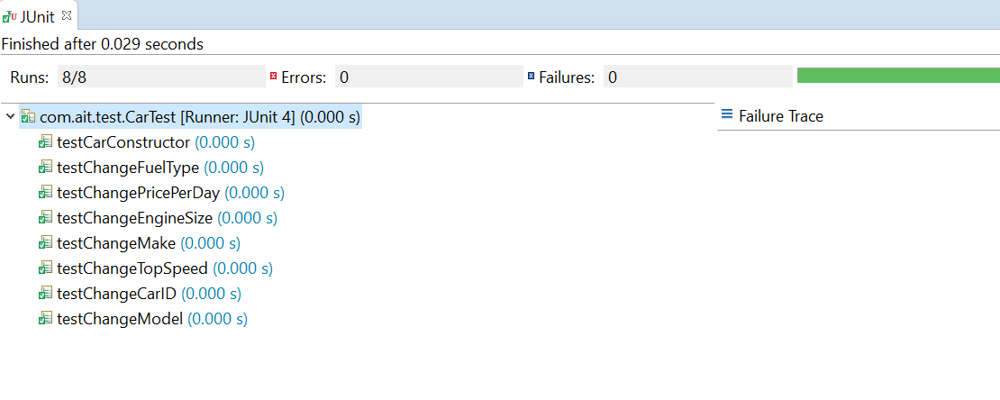 JUnit
Finished after 0.029 seconds
Runs: 8/8 Errors: 0 Failures: 0
com.ait.test.CarTest [Runner: JUnit 4] (0.000 s)
Failure Trace
testCarConstructor (0.000 s)
testChangeFuelType (0.000 s)
testChangePricePerDay (0.000 s)
testChangeEngineSize (0.000 s)
testChangeMake (0.000 s)
testChangeTopSpeed (0.000 s)
testChangeCarID (0.000 s)
testChangeModel (0.000 s)